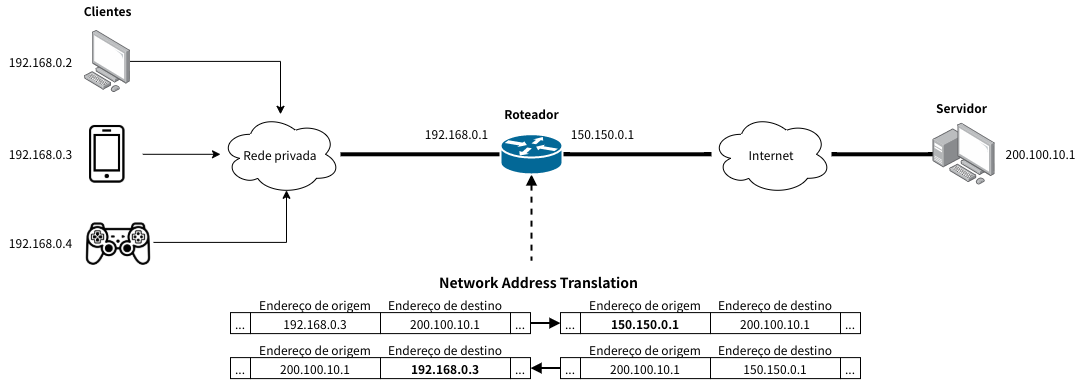 Clientes
192.168.0.2
192.168.0.3
192.168.0.4
Rede privada
Roteador
192.168.0.1
150.150.0.1
Internet
Servidor
200.100.10.1
Network Address Translation
Endereço de origem Endereço de destino Endereço de origem Endereço de destino
... 192.168.0.3 200.100.10.1 ... ... 150.150.0.1 200.100.10.1 ...
Endereço de origem Endereço de destino Endereço de origem Endereço de destino
... 200.100.10.1 192.168.0.3 ... ... 200.100.10.1 150.150.0.1 ...